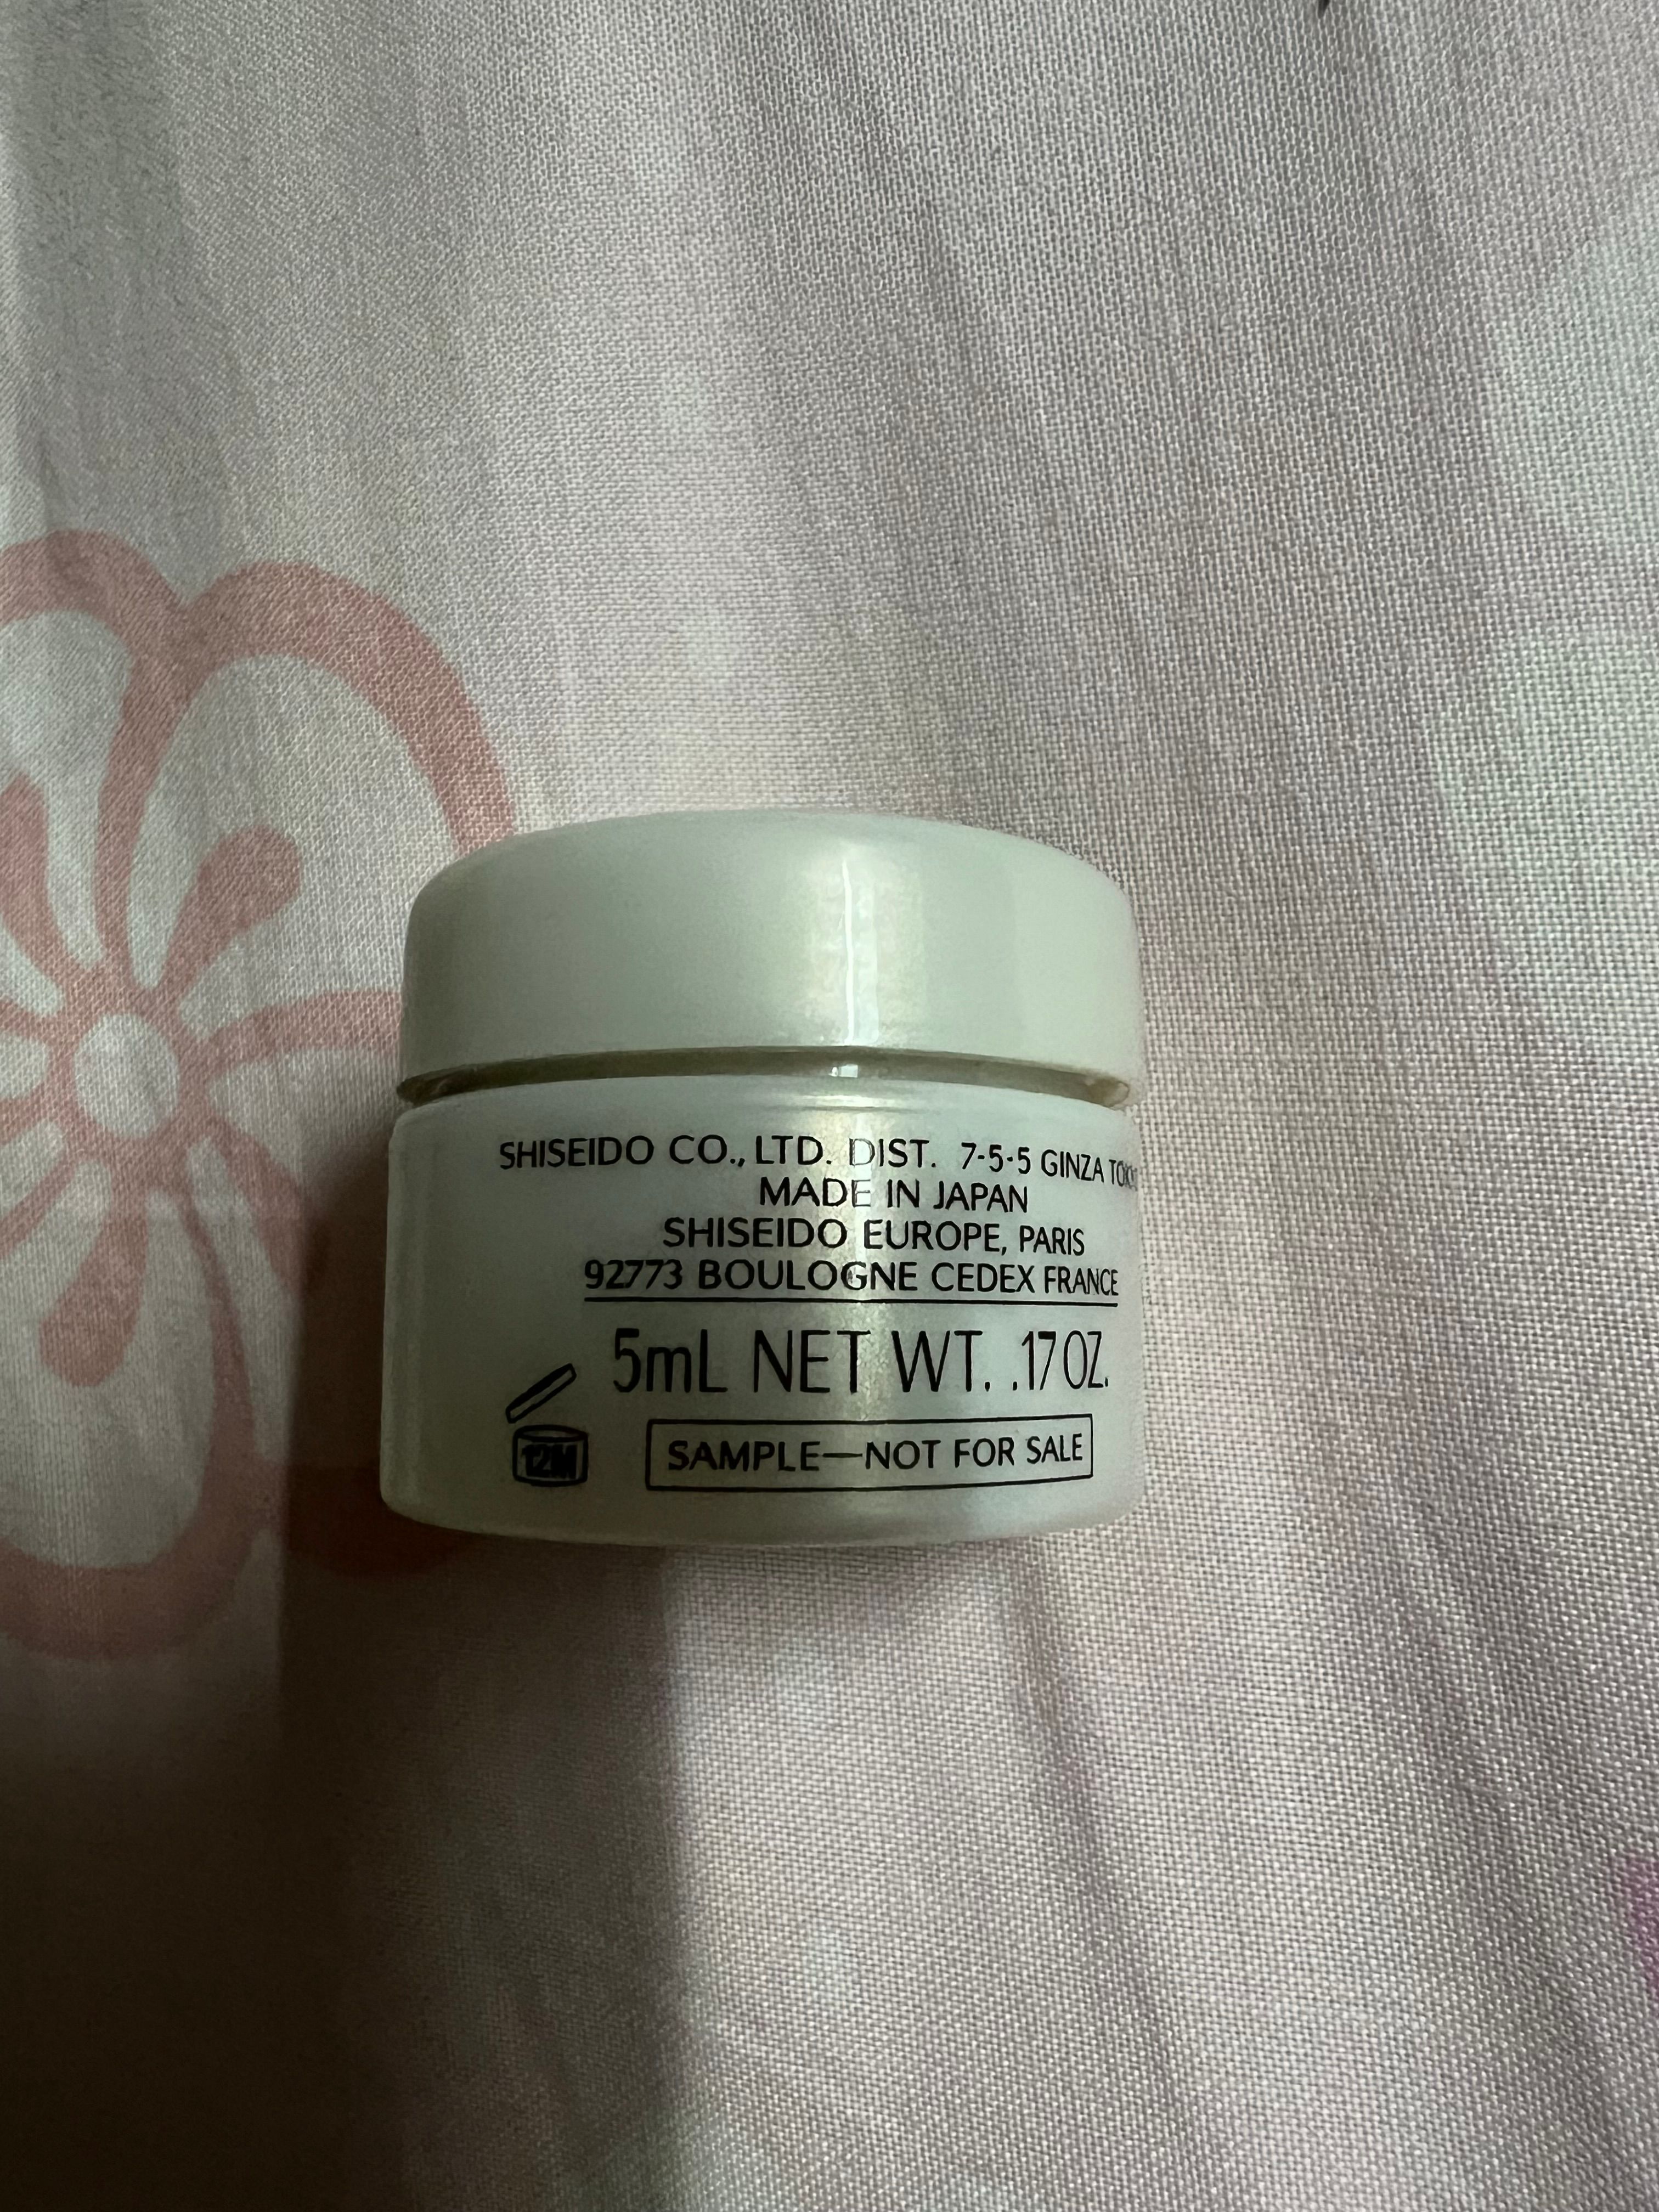 SHISEIDO CO., LTD. DIST. 7-5-5 GINZA
MADE IN JAPAN
SHISEIDO EUROPE, PARIS
92773 BOULOGNE CEDEX FRANCE
5mL NET WT. .17 OZ.
12M
SAMPLE—NOT FOR SALE